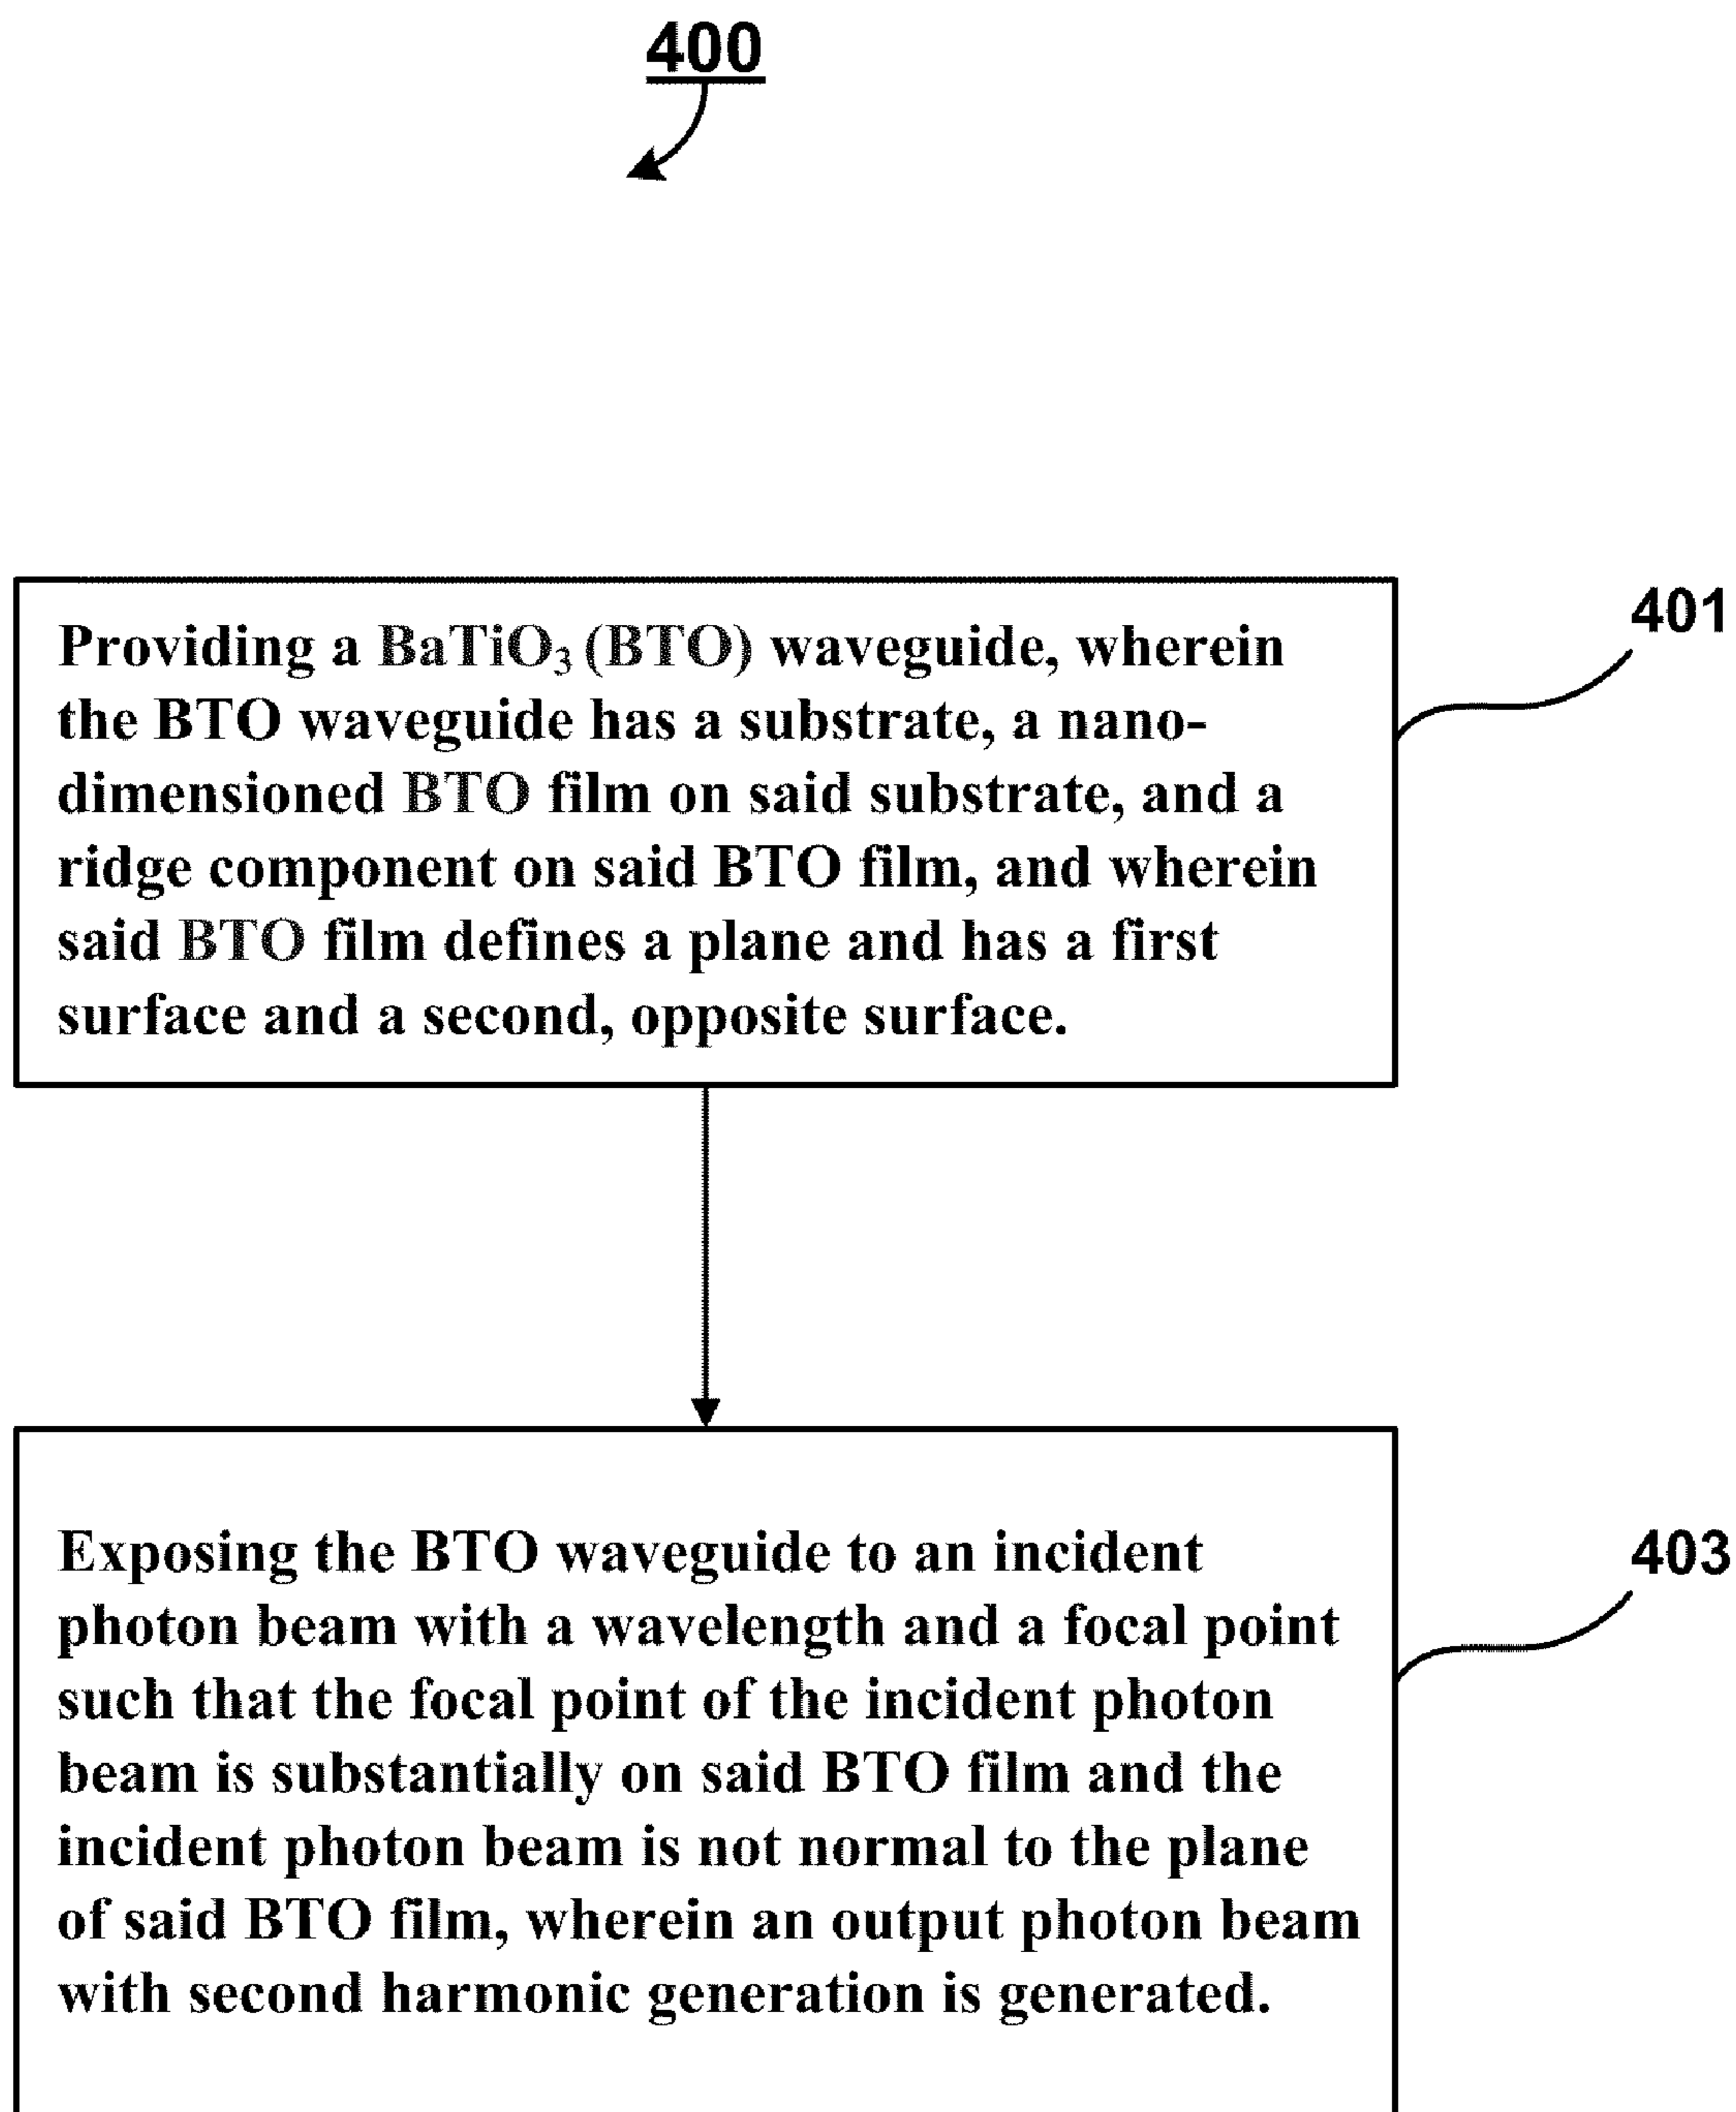 400
Providing a BaTiO₃ (BTO) waveguide, wherein
401
the BTO waveguide has a substrate, a nano-
dimensioned BTO film on said substrate, and a
ridge component on said BTO film, and wherein
said BTO film defines a plane and has a first
surface and a second, opposite surface.
Exposing the BTO waveguide to an incident
403
photon beam with a wavelength and a focal point
such that the focal point of the incident photon
beam is substantially on said BTO film and the
incident photon beam is not normal to the plane
of said BTO film, wherein an output photon beam
with second harmonic generation is generated.